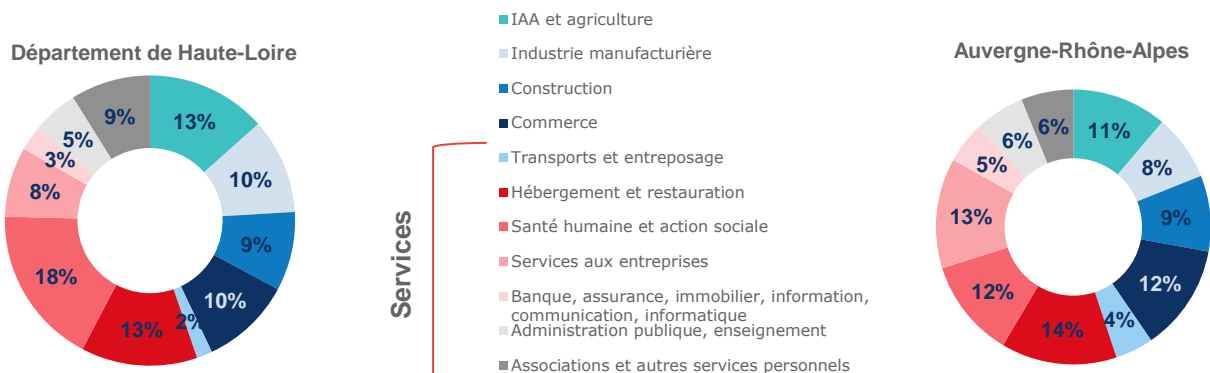 Département de Haute-Loire
13%
10%
9%
10%
2%
13%
18%
8%
3%
5%
9%
Services
IAA et agriculture
Industrie manufacturière
Construction
Commerce
Transports et entreposage
Hébergement et restauration
Santé humaine et action sociale
Services aux entreprises
Banque, assurance, immobilier, information,
communication, informatique
Administration publique, enseignement
Associations et autres services personnels
Auvergne-Rhône-Alpes
11%
8%
9%
12%
4%
14%
12%
13%
5%
6%
6%